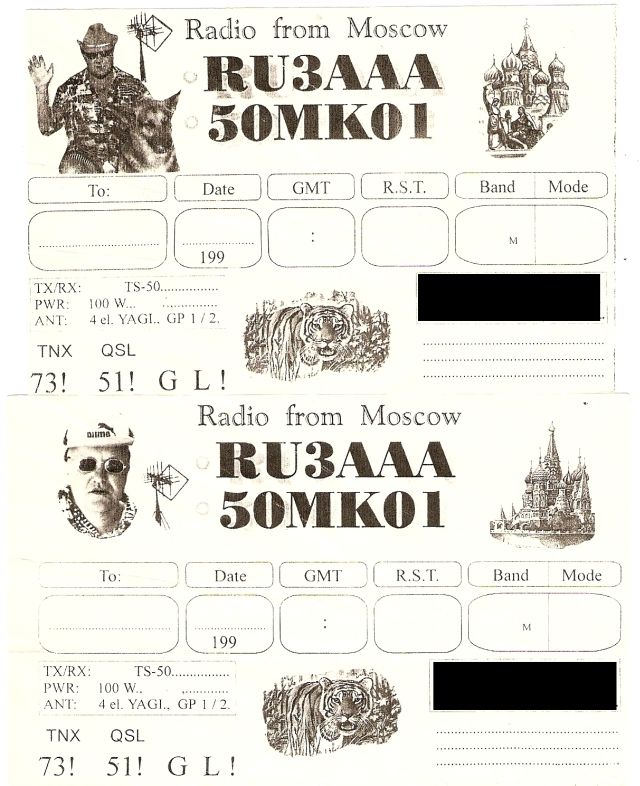 Radio from Moscow
RU3AAA
50MK01
To: Date GMT R.S.T. Band Mode
199 : M
TX/RX: TS-50................
PWR: 100 W... ...............
ANT: 4 el. YAGI., GP 1 / 2.
TNX QSL
73! 51! G L !
Radio from Moscow
RU3AAA
50MK01
To: Date GMT R.S.T. Band Mode
199 : M
TX/RX: TS-50................
PWR: 100 W.. .............
ANT: 4 el. YAGI., GP 1 / 2.
TNX QSL
73! 51! G L !